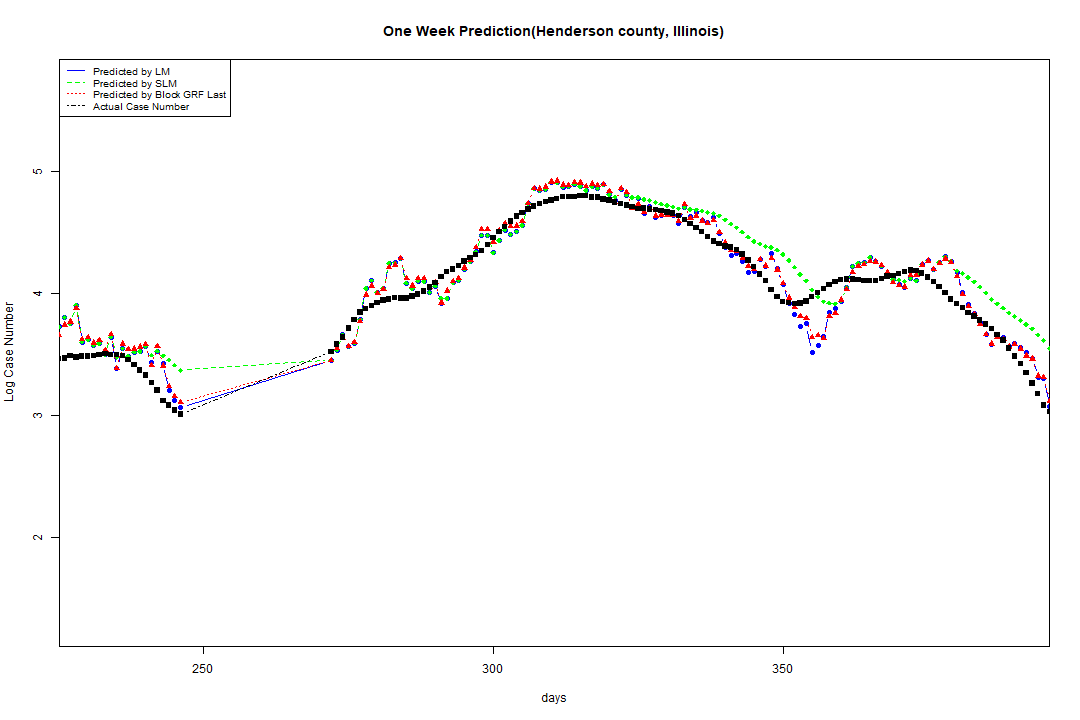 One Week Prediction(Henderson county, Illinois)
Predicted by LM
Predicted by SLM
Predicted by Block GRF Last
Actual Case Number
5
4
3
2
Log Case Number
250
300
350
days